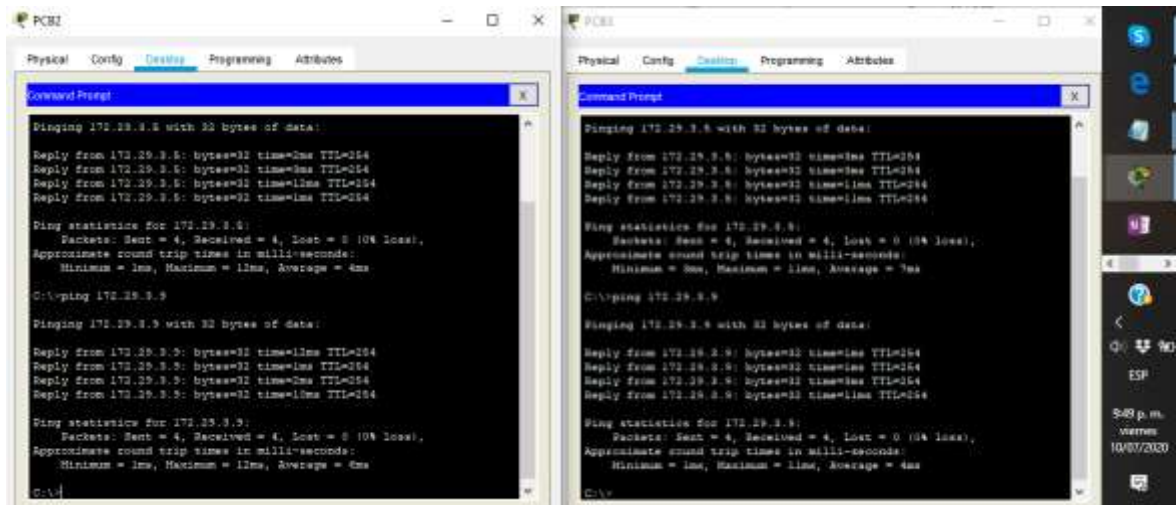 PCB2
Physical Config Desktop Programming Attributes
Command Prompt X
Pinging 172.29.3.5 with 32 bytes of data:
Reply from 172.29.3.5: bytes=32 time=2ms TTL=254
Reply from 172.29.3.5: bytes=32 time=3ms TTL=254
Reply from 172.29.3.5: bytes=32 time=12ms TTL=254
Reply from 172.29.3.5: bytes=32 time=1ms TTL=254
Ping statistics for 172.29.3.5:
Packets: Sent = 4, Received = 4, Lost = 0 (0% loss),
Approximate round trip times in milli-seconds:
Minimum = 1ms, Maximum = 12ms, Average = 4ms
C:\>ping 172.29.3.9
Pinging 172.29.3.9 with 32 bytes of data:
Reply from 172.29.3.9: bytes=32 time=12ms TTL=254
Reply from 172.29.3.9: bytes=32 time=1ms TTL=254
Reply from 172.29.3.9: bytes=32 time=2ms TTL=254
Reply from 172.29.3.9: bytes=32 time=10ms TTL=254
Ping statistics for 172.29.3.9:
Packets: Sent = 4, Received = 4, Lost = 0 (0% loss),
Approximate round trip times in milli-seconds:
Minimum = 1ms, Maximum = 12ms, Average = 6ms
C:\>
Physical Config Desktop Programming Attributes
Command Prompt X
Pinging 172.29.3.5 with 32 bytes of data:
Reply from 172.29.3.5: bytes=32 time=3ms TTL=254
Reply from 172.29.3.5: bytes=32 TTL=254
Reply from 172.29.3.5: bytes=32 time=11ms TTL=254
Reply from 172.29.3.5: bytes=32 time=11ms TTL=254
Ping statistics for 172.29.3.5:
Packets: Sent = 4, Received = 4, Lost = 0 (0% loss),
Approximate round trip times in milli-seconds:
Minimum = 3ms, Maximum = 11ms, Average = 7ms
C:\>ping 172.29.3.9
Pinging 172.29.3.9 with 32 bytes of data:
Reply from 172.29.3.9: bytes=32 time=1ms TTL=254
Reply from 172.29.3.9: bytes=32 time=1ms TTL=254
Reply from 172.29.3.9: bytes=32 TTL=254
Reply from 172.29.3.9: bytes=32 time=11ms TTL=254
Ping statistics for 172.29.3.9:
Packets: Sent = 4, Received = 4, Lost = 0 (0% loss),
Approximate round trip times in milli-seconds:
Minimum = 1ms, Maximum = 11ms, Average = 4ms
C:\>
ESP
9:49 p. m.
viernes
10/07/2020